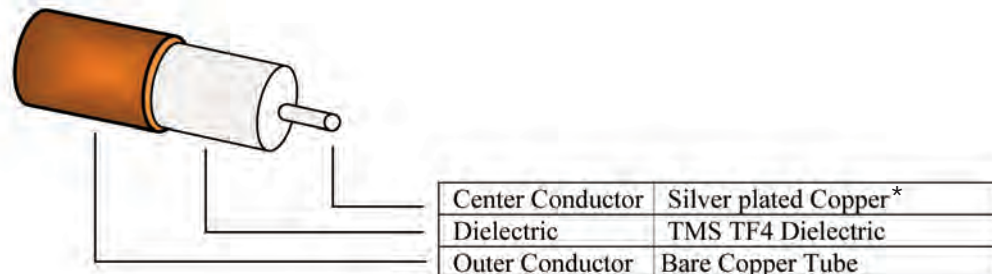 Center Conductor Silver plated Copper*
Dielectric TMS TF4 Dielectric
Outer Conductor Bare Copper Tube